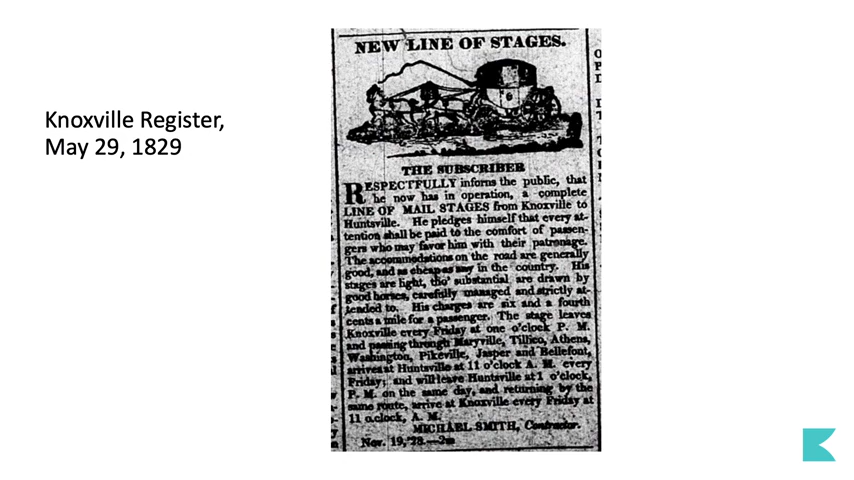 Knoxville Register,
May 29, 1829
NEW LINE OF STAGES.
THE SUBSCRIBER
RESPECTFULLY informs the public, that
he now has in operation, a complete
LINE OF MAIL STAGES from Knoxville to
Huntsville. He pledges himself that every at-
tention shall be paid to the comfort of passen-
gers who may favor him with their patronage.
The accommodations on the road are generally
good, and as cheap as any in the country. His
stages are light, tho' substantial are drawn by
good horses, carefully managed and strictly at-
tended to. His charges are six and a fourth
cents a mile for a passenger. The stage leaves
Knoxville every Friday at one o'clock P. M.
and passing through Maryville, Tillico, Athens,
Washington, Pikeville, Jasper and Bellefont,
arrives at Huntsville at 11 o'clock A. M. every
Friday; and will leave Huntsville at 1 o'clock,
P. M. on the same day, and returning by the
same route, arrive at Knoxville every Friday at
11 o,clock, A. M.
MICHAEL SMITH, Contractor.
Nov. 19,'28.—2m